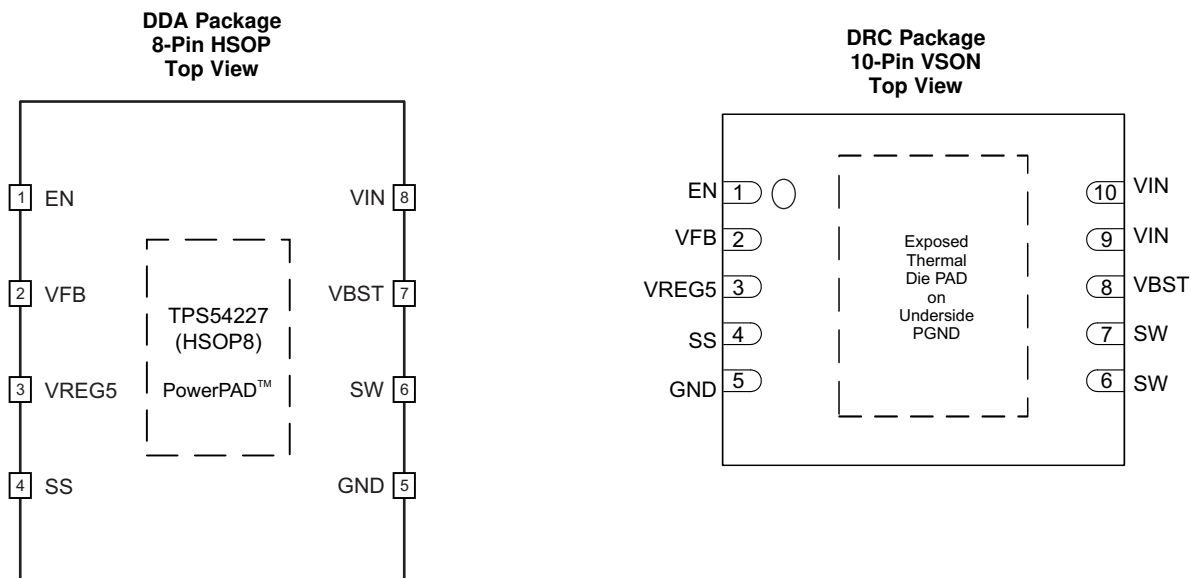 DDA Package
8-Pin HSOP
Top View
1 EN
VIN 8
2 VFB
VBST 7
3 VREG5
SW 6
4 SS
GND 5
TPS54227
(HSOP8)
PowerPAD™
DRC Package
10-Pin VSON
Top View
EN 1
10 VIN
VFB 2
9 VIN
VREG5 3
8 VBST
SS 4
7 SW
GND 5
6 SW
Exposed
Thermal
Die PAD
on
Underside
PGND